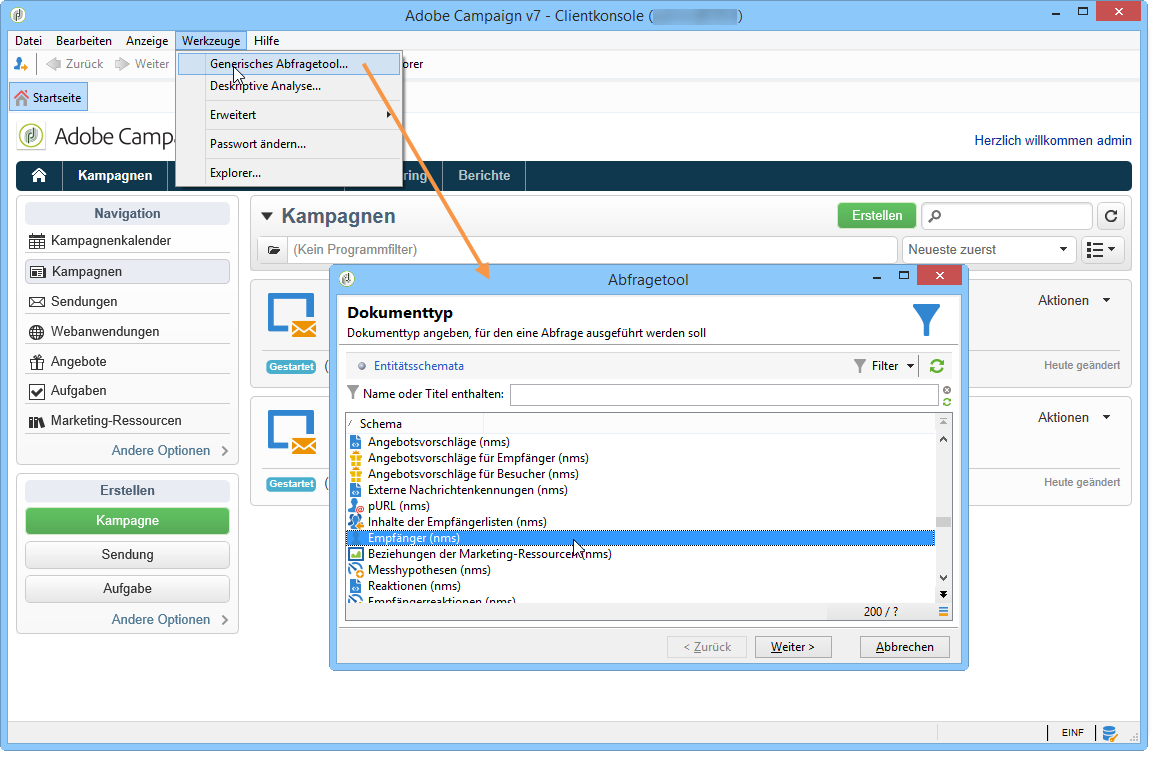 Adobe Campaign v7 - Clientkonsole (
)
Datei Bearbeiten Anzeige Werkzeuge Hilfe
Zurück Weiter
Generisches Abfragetool...
Deskriptive Analyse...
Erweitert
Passwort ändern...
Explorer...
Startseite
Adobe
Herzlich willkommen admin
Kampagnen
Berichte
Navigation
Kampagnenkalender
Kampagnen
Sendungen
Webanwendungen
Angebote
Aufgaben
Marketing-Ressourcen
Andere Optionen
Erstellen
Kampagne
Sendung
Aufgabe
Andere Optionen
Kampagnen
Erstellen
(Kein Programmfilter)
Neueste zuerst
Gestartet (
Aktionen
Heute geändert
Gestartet (
Aktionen
Heute geändert
Abfragetool
Dokumenttyp
Dokumenttyp angeben, für den eine Abfrage ausgeführt werden soll
Entitätsschemata
Filter
Name oder Titel enthalten:
Schema
Angebotsvorschläge (nms)
Angebotsvorschläge für Empfänger (nms)
Angebotsvorschläge für Besucher (nms)
Externe Nachrichtenkennungen (nms)
pURL (nms)
Inhalte der Empfängerlisten (nms)
Empfänger (nms)
Beziehungen der Marketing-Ressourcen (nms)
Messhypothesen (nms)
Reaktionen (nms)
Empfängerreaktionen (nms)
200 / ?
< Zurück
Weiter >
Abbrechen
EINF